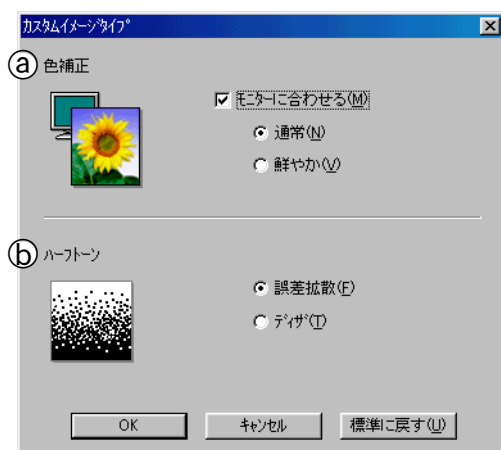 カスタムイメージタイプ
ⓐ 色補正
モニターに合わせる(M)
通常(N)
鮮やか(V)
ⓑ ハーフトーン
誤差拡散(F)
ディザ(T)
OK キャンセル 標準に戻す(U)